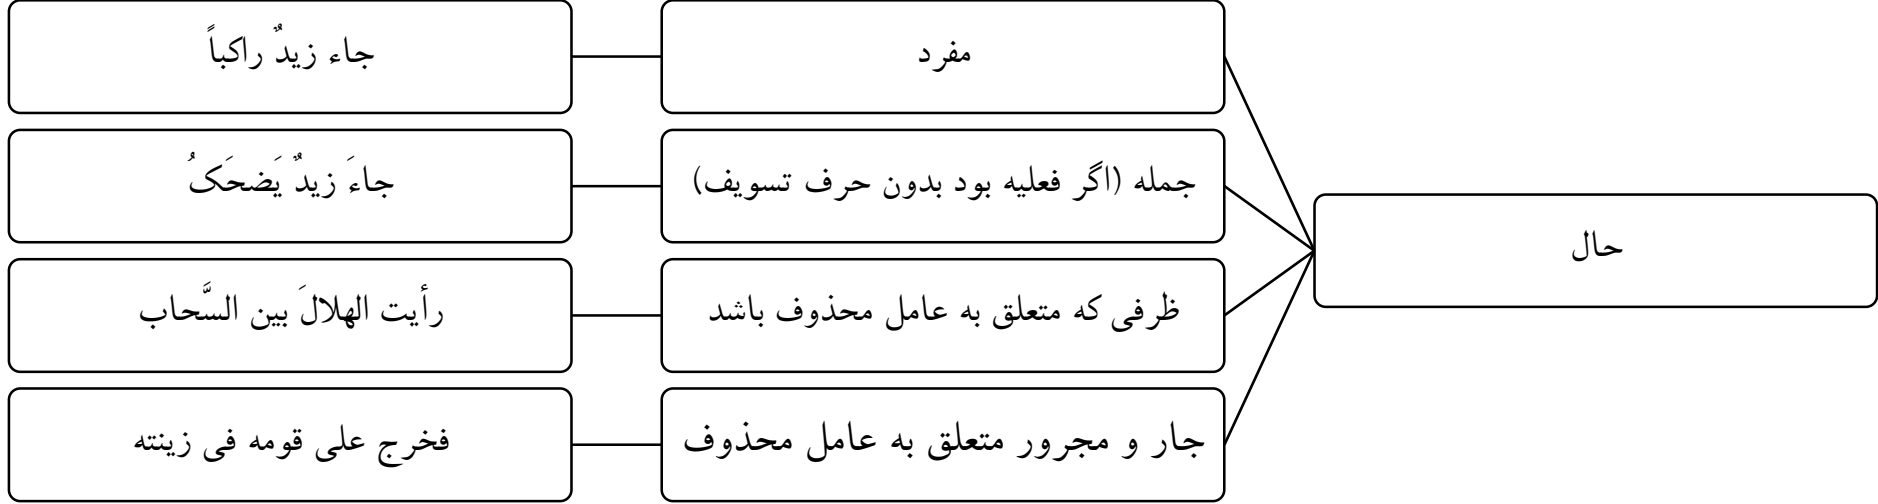 حال
مفرد
جاء زیدٌ راکباً
جمله (اگر فعلیه بود بدون حرف تسویف)
جاءَ زیدٌ یَضحَکُ
ظرفی که متعلق به عامل محذوف باشد
رأیت الهلالَ بین السَّحاب
جار و مجرور متعلق به عامل محذوف
فخرج علی قومه فی زینته